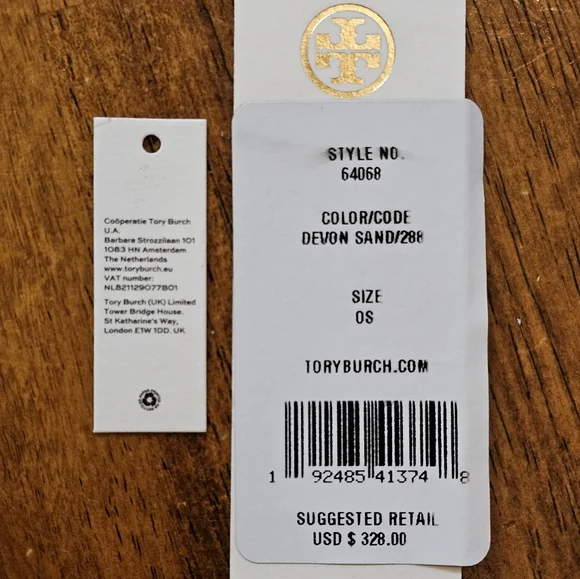 Coöperatie Tory Burch
U.A.
Barbara Strozzilaan 101
1083 HN Amsterdam
The Netherlands
www.toryburch.eu
VAT number:
NL821129077B01
Tory Burch (UK) Limited
Tower Bridge House,
St Katharine's Way,
London E1W 1DD, UK
STYLE NO.
64068
COLOR/CODE
DEVON SAND/288
SIZE
OS
TORYBURCH.COM
1 92485 41374 8
SUGGESTED RETAIL
USD $ 328.00